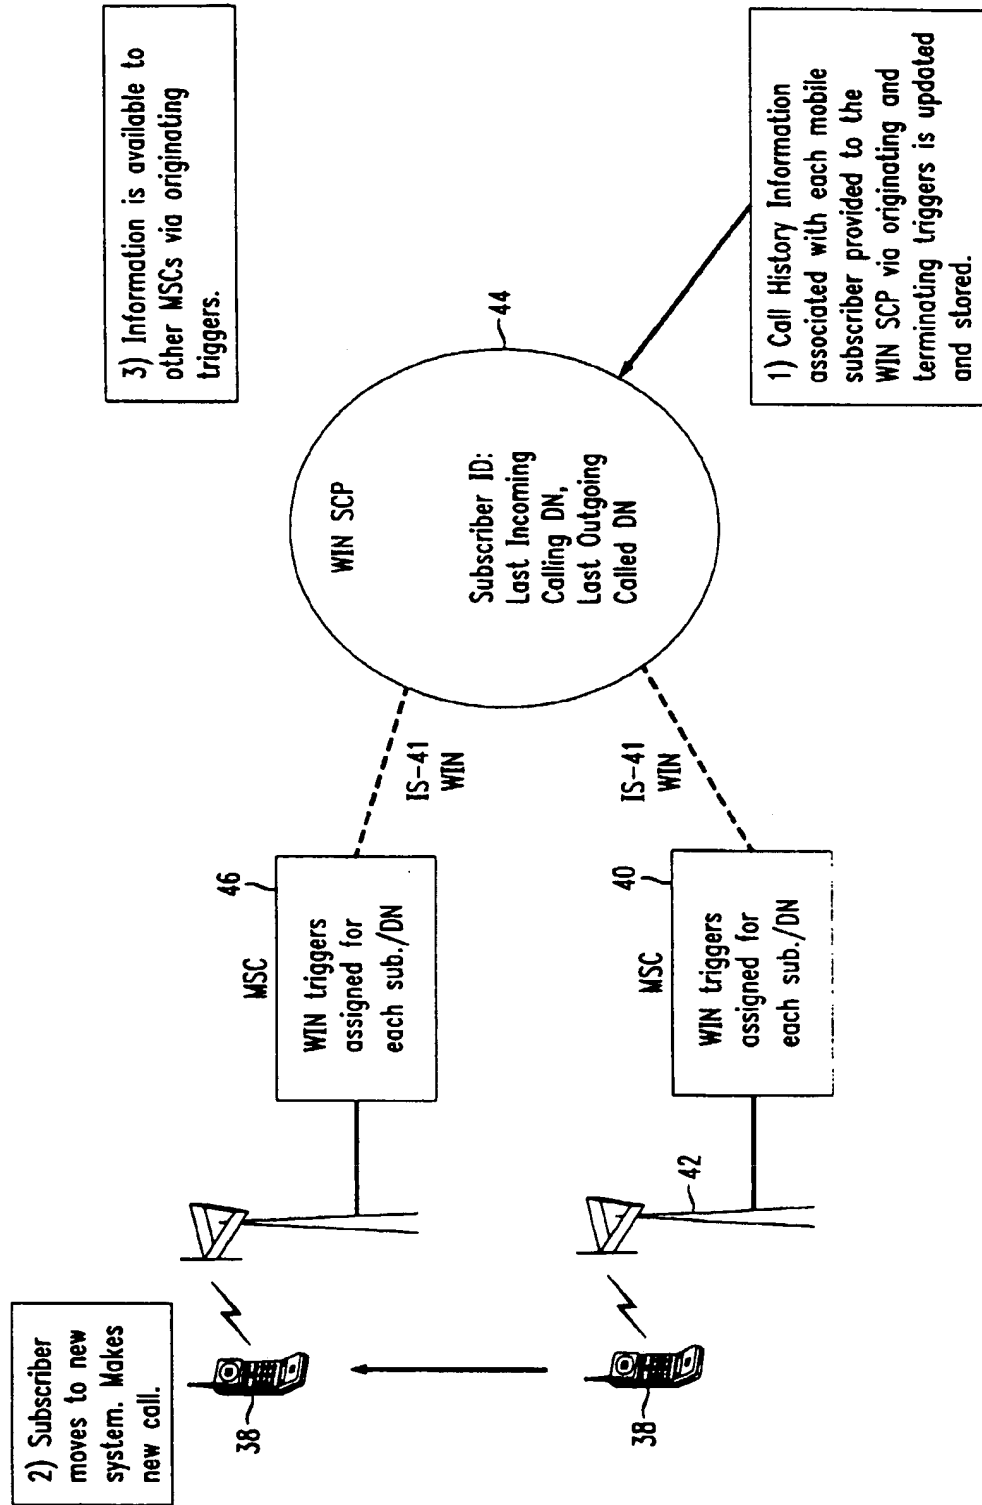 2) Subscriber
moves to new
system. Makes
new call.
3) Information is available to
other MSCs via originating
triggers.
38
38
42
MSC
46
WIN triggers
assigned for
each sub./DN
MSC
40
WIN triggers
assigned for
each sub./DN
IS-41
WIN
IS-41
WIN
44
WIN SCP
Subscriber ID:
Last Incoming
Calling DN,
Last Outgoing
Called DN
1) Call History Information
associated with each mobile
subscriber provided to the
WIN SCP via originating and
terminating triggers is updated
and stored.